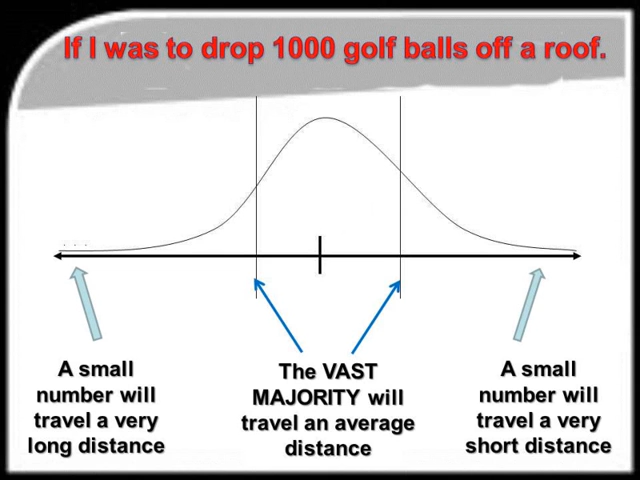 If I was to drop 1000 golf balls off a roof.
. . .
A small
number will
travel a very
long distance
The VAST
MAJORITY will
travel an average
distance
A small
number will
travel a very
short distance